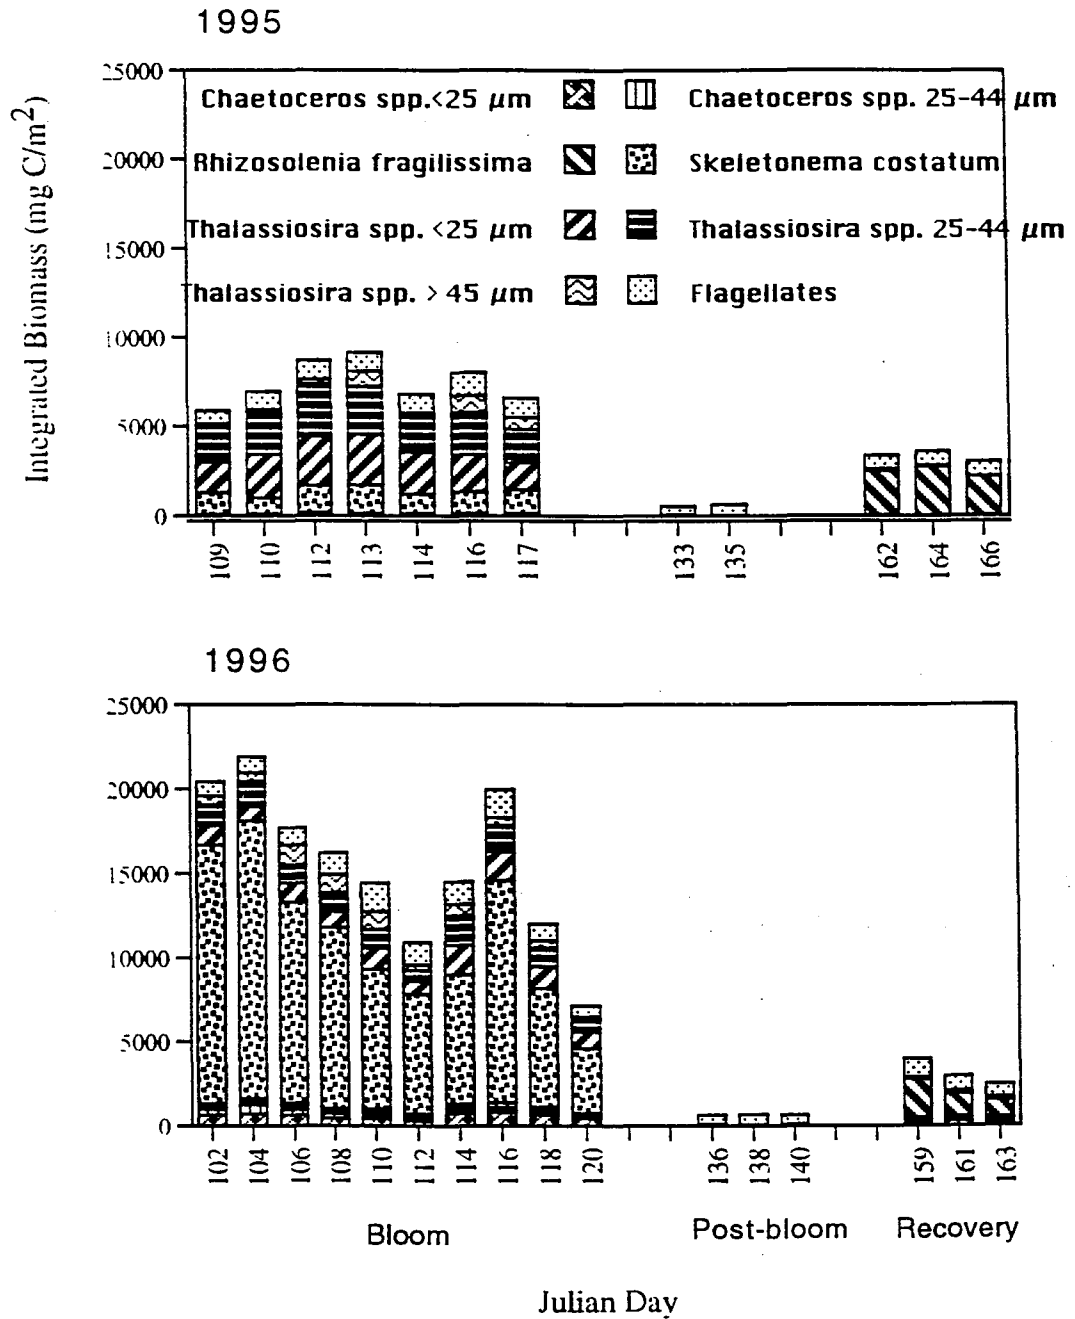 1995
Integrated Biomass (mg C/m2)
25000
20000
15000
10000
5000
0
Chaetoceros spp.<25 μm
Chaetoceros spp. 25-44 μm
Rhizosolenia fragilissima
Skeletonema costatum
Thalassiosira spp. <25 μm
Thalassiosira spp. 25-44 μm
Thalassiosira spp. > 45 μm
Flagellates
109 110 112 113 114 116 117 133 135 162 164 166
1996
25000
20000
15000
10000
5000
0
102 104 106 108 110 112 114 116 118 120 136 138 140 159 161 163
Bloom Post-bloom Recovery
Julian Day